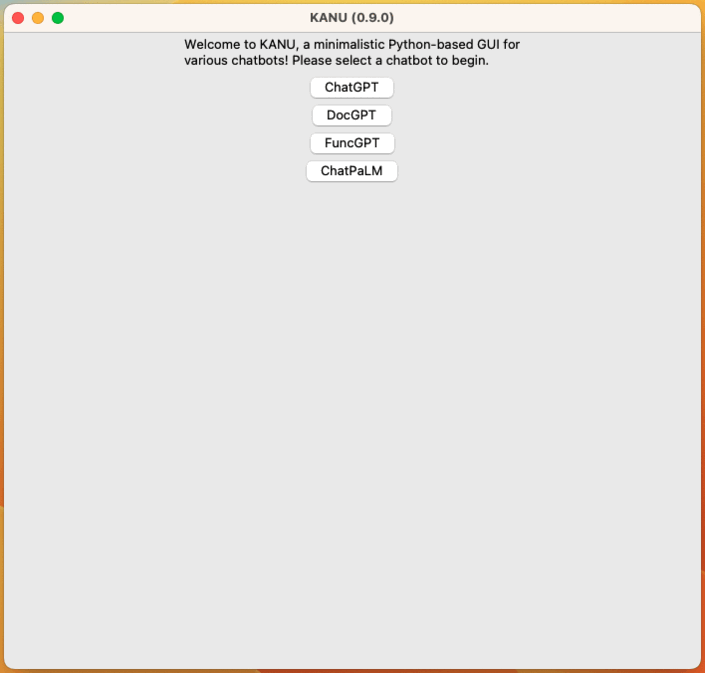 KANU (0.9.0)
Welcome to KANU, a minimalistic Python-based GUI for
various chatbots! Please select a chatbot to begin.
ChatGPT
DocGPT
FuncGPT
ChatPaLM